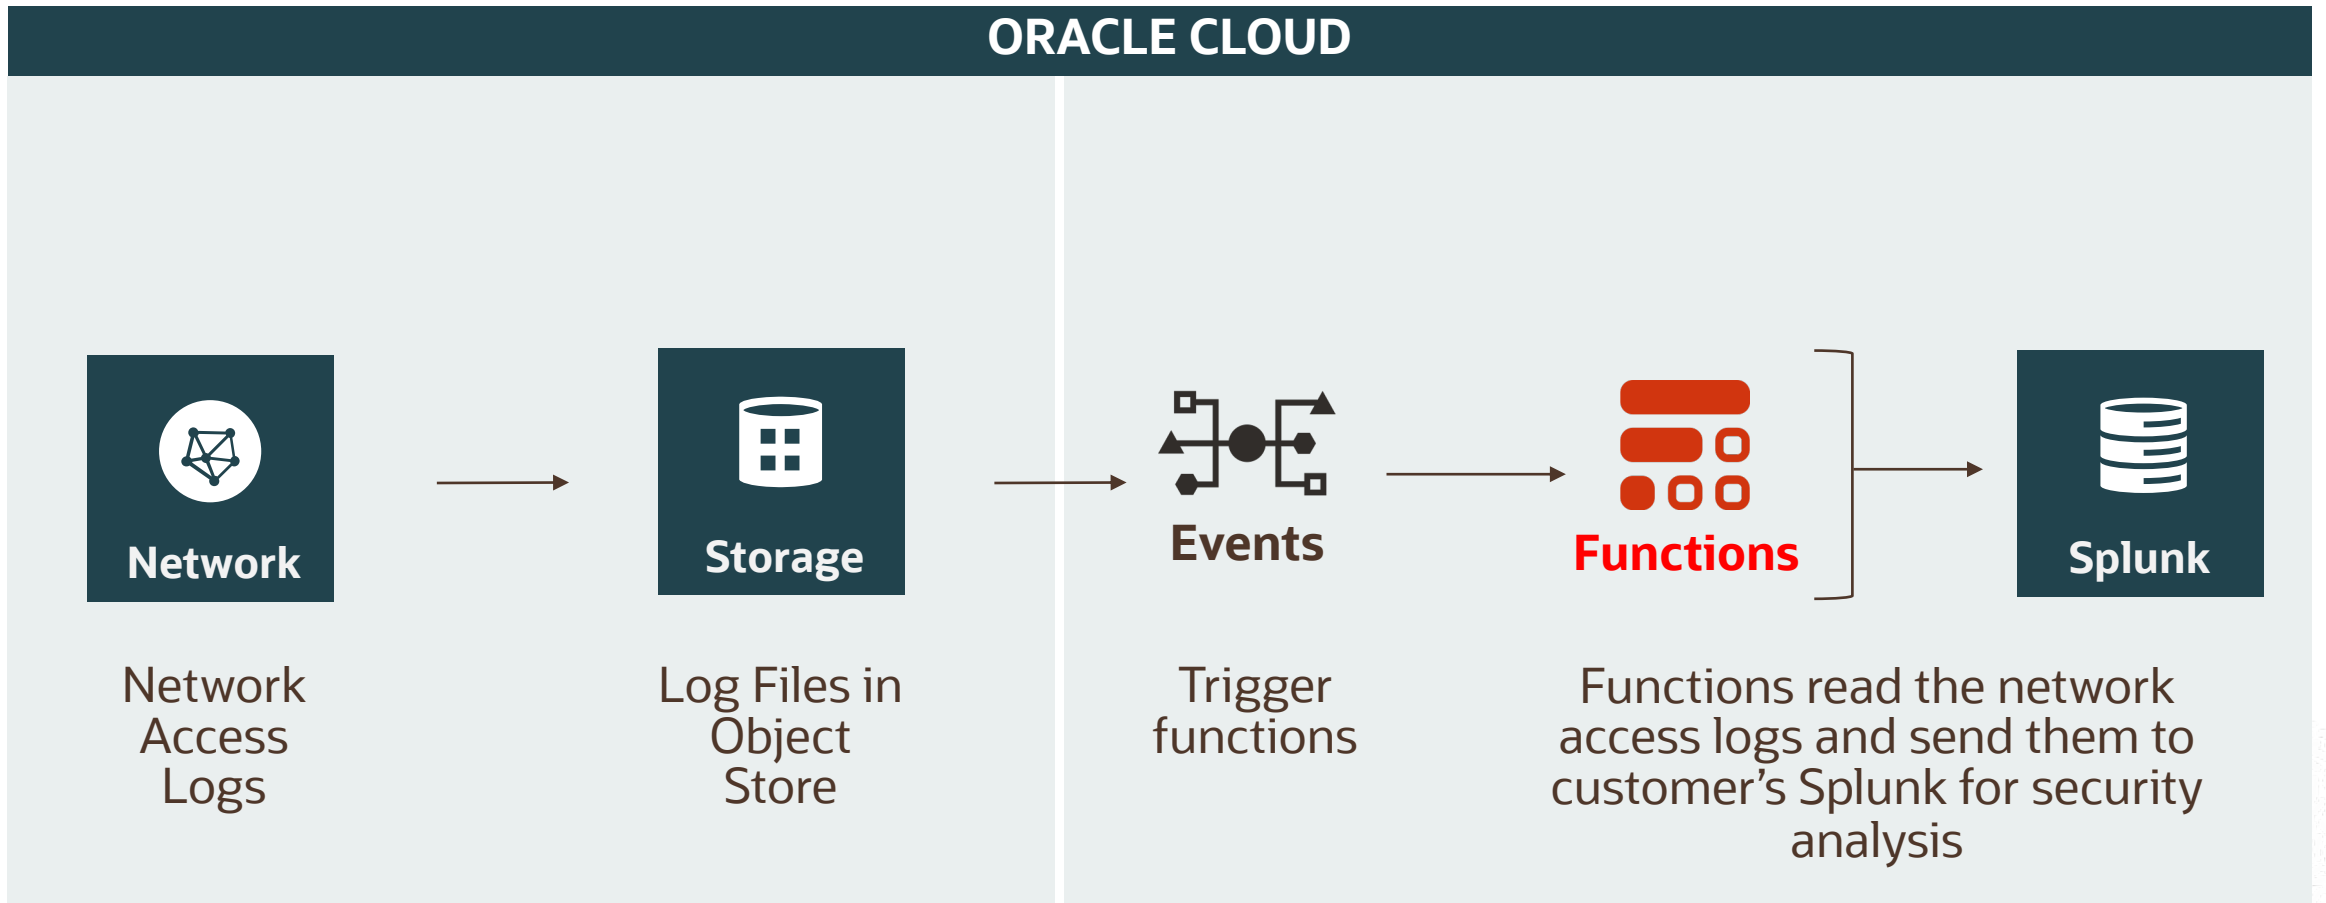 ORACLE CLOUD
Network
Storage
Events
Functions
Splunk
Network
Access
Logs
Log Files in
Object
Store
Trigger
functions
Functions read the network
access logs and send them to
customer’s Splunk for security
analysis